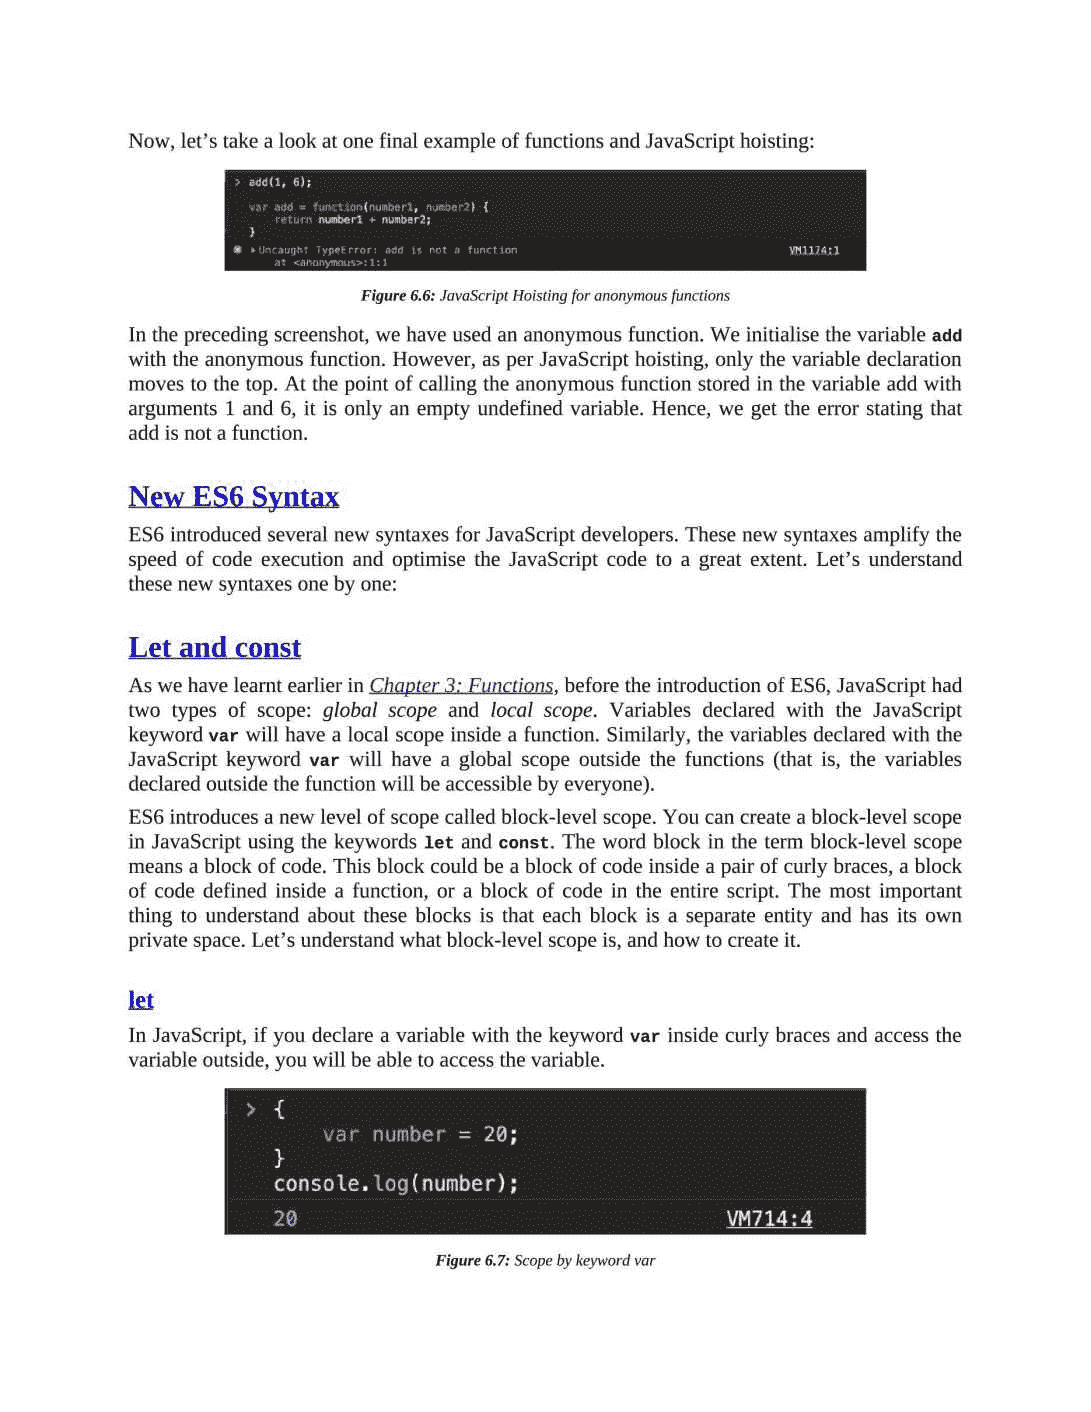 Now, let’s take a look at one final example of functions and JavaScript hoisting:
> add(1, 6);
var add = function(number1, number2) {
return number1 + number2;
}
Uncaught TypeError: add is not a function
VM1174:1
at <anonymous>:1:1
Figure 6.6: JavaScript Hoisting for anonymous functions
In the preceding screenshot, we have used an anonymous function. We initialise the variable add
with the anonymous function. However, as per JavaScript hoisting, only the variable declaration
moves to the top. At the point of calling the anonymous function stored in the variable add with
arguments 1 and 6, it is only an empty undefined variable. Hence, we get the error stating that
add is not a function.
New ES6 Syntax
ES6 introduced several new syntaxes for JavaScript developers. These new syntaxes amplify the
speed of code execution and optimise the JavaScript code to a great extent. Let’s understand
these new syntaxes one by one:
Let and const
As we have learnt earlier in Chapter 3: Functions, before the introduction of ES6, JavaScript had
two types of scope: global scope and local scope. Variables declared with the JavaScript
keyword var will have a local scope inside a function. Similarly, the variables declared with the
JavaScript keyword var will have a global scope outside the functions (that is, the variables
declared outside the function will be accessible by everyone).
ES6 introduces a new level of scope called block-level scope. You can create a block-level scope
in JavaScript using the keywords let and const. The word block in the term block-level scope
means a block of code. This block could be a block of code inside a pair of curly braces, a block
of code defined inside a function, or a block of code in the entire script. The most important
thing to understand about these blocks is that each block is a separate entity and has its own
private space. Let’s understand what block-level scope is, and how to create it.
let
In JavaScript, if you declare a variable with the keyword var inside curly braces and access the
variable outside, you will be able to access the variable.
> {
var number = 20;
}
console.log(number);
20
VM714:4
Figure 6.7: Scope by keyword var